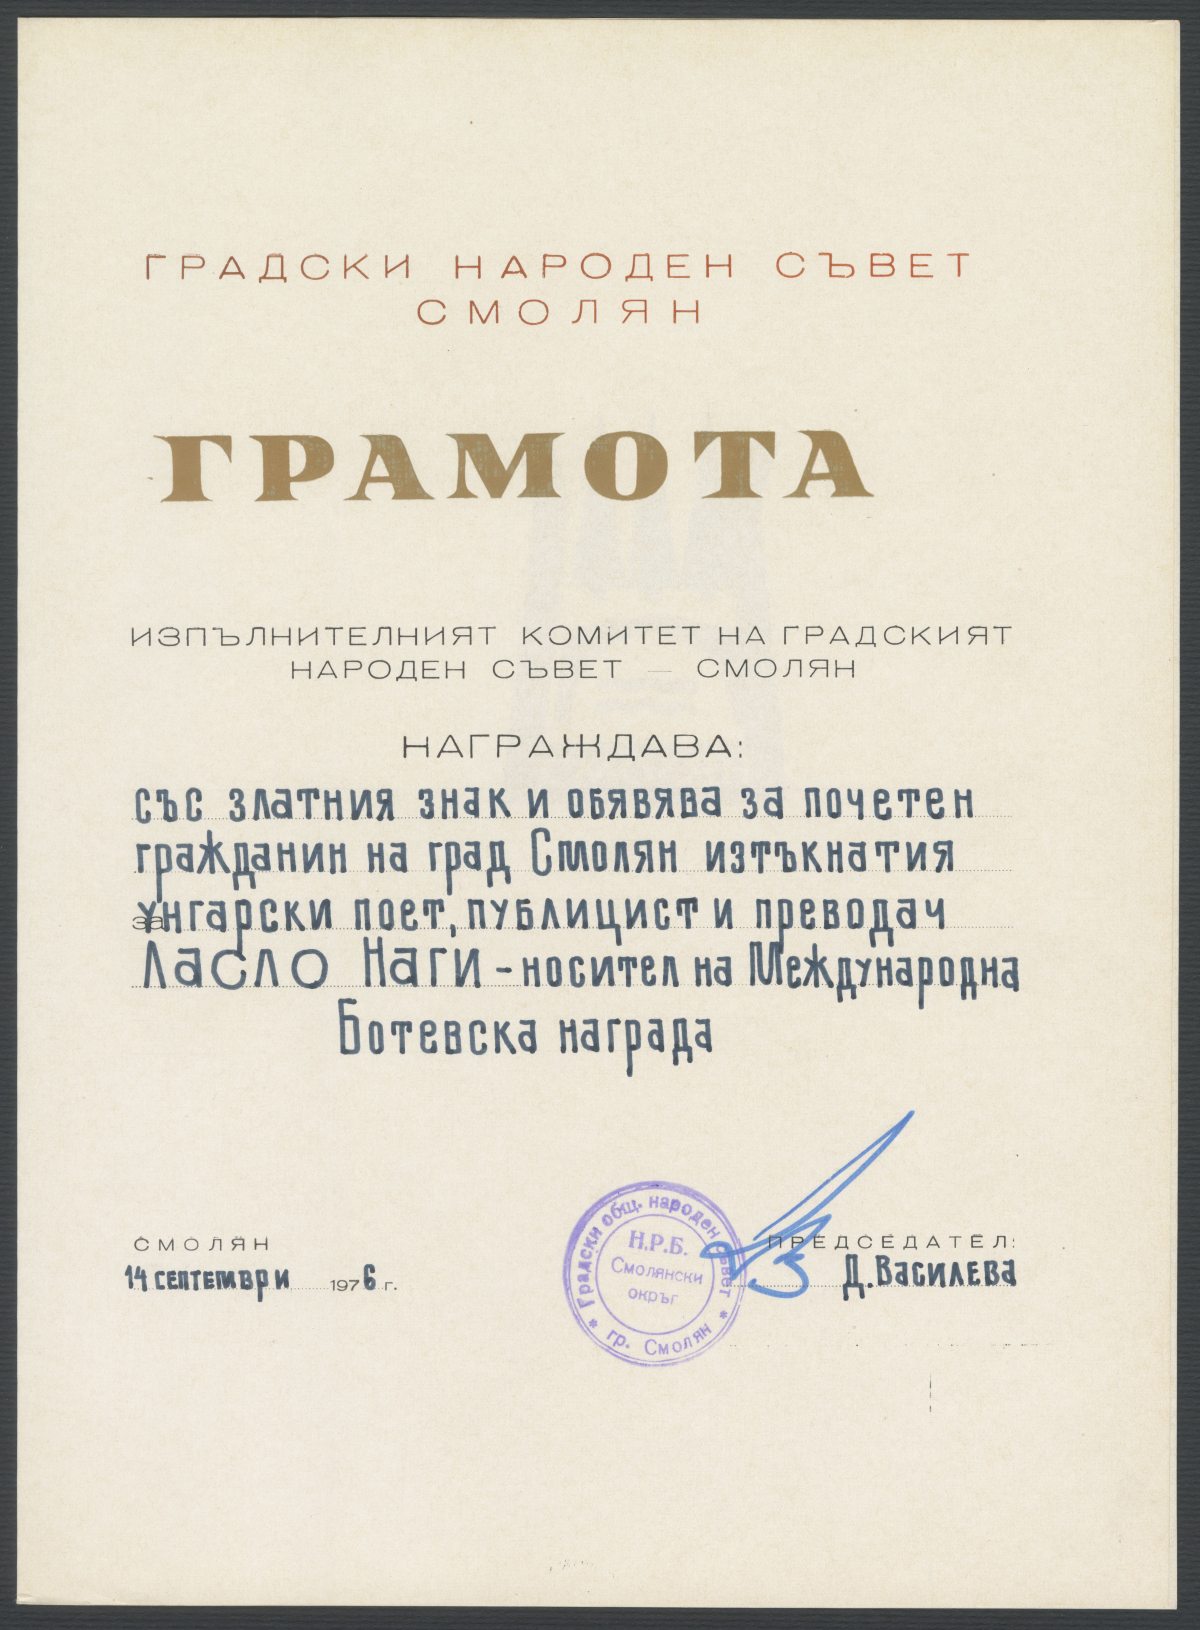 ГРАДСКИ НАРОДЕН СЪВЕТ
СМОЛЯН
ГРАМОТА
ИЗПЪЛНИТЕЛНИЯТ КОМИТЕТ НА ГРАДСКИЯТ
НАРОДЕН СЪВЕТ — СМОЛЯН
НАГРАЖДАВА:
със златния знак и обявява за почетен
гражданин на град Смолян изтъкнатия
за
унгарски поет, публицист и преводач
Ласло Наги - носител на Международна
Ботевска награда
СМОЛЯН
14 септември 1976 г.
Градски общ. народен съвет
Н.Р.Б.
Смолянски
окръг
* гр. Смолян *
ПРЕДСЕДАТЕЛ:
Д. Василева